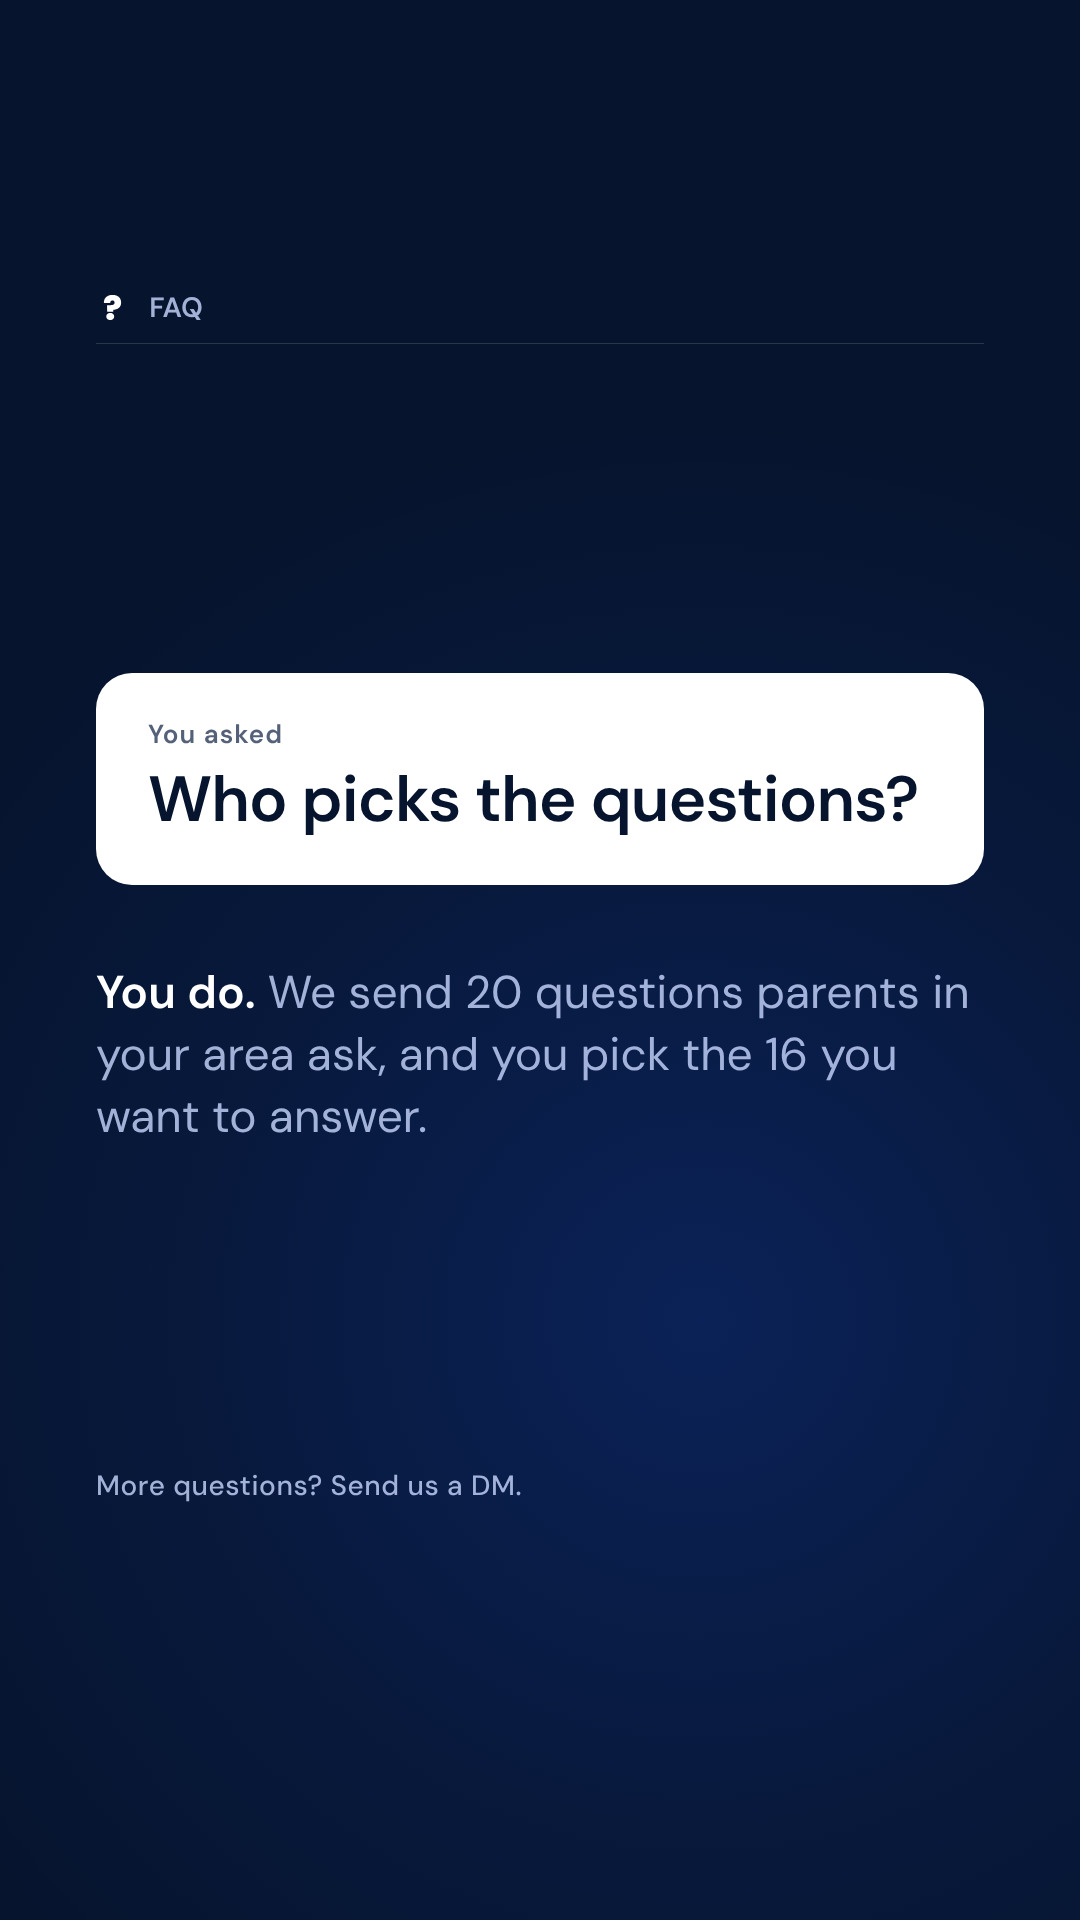 ? FAQ
You asked
Who picks the questions?
You do. We send 20 questions parents in
your area ask, and you pick the 16 you
want to answer.
More questions? Send us a DM.